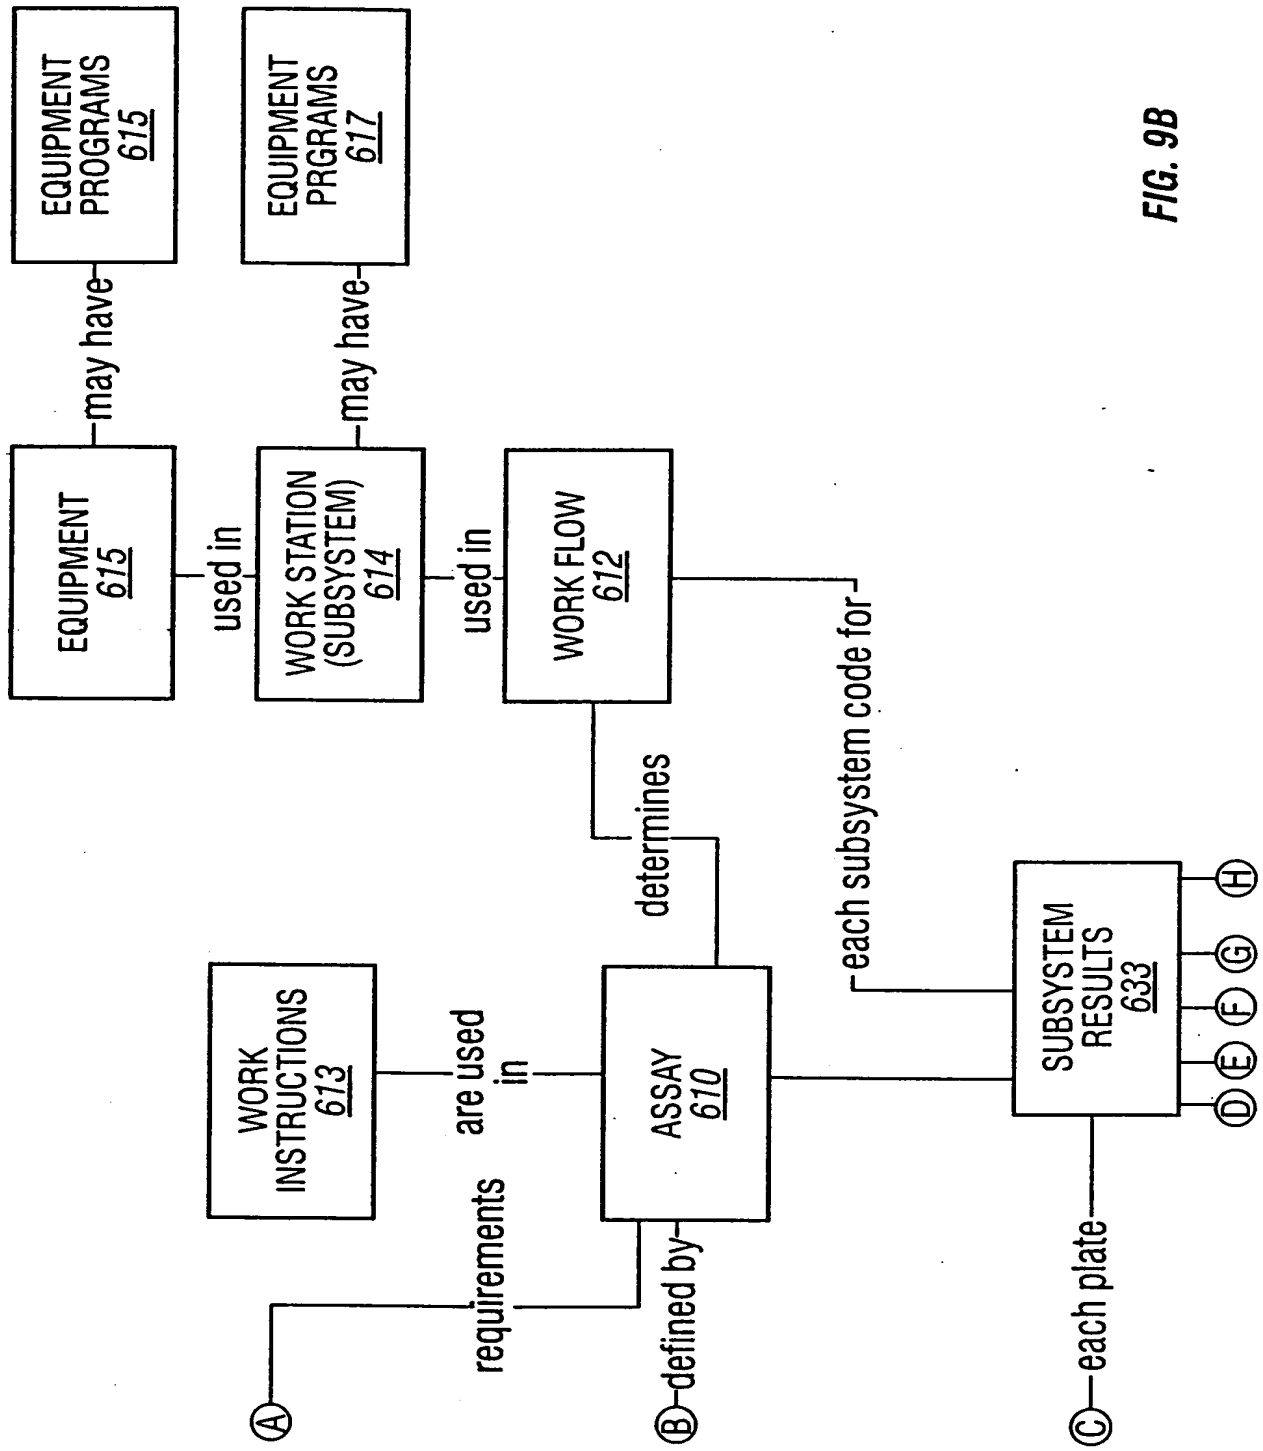 EQUIPMENT
PROGRAMS
615
EQUIPMENT
PRGRAMS
617
may have
may have
EQUIPMENT
615
used in
WORK STATION
(SUBSYSTEM)
614
used in
WORK FLOW
612
determines
each subsystem code for
WORK
INSTRUCTIONS
613
are used
in
ASSAY
610
requirements
A
B
defined by
SUBSYSTEM
RESULTS
633
C
each plate
D
E
F
G
H
FIG. 9B